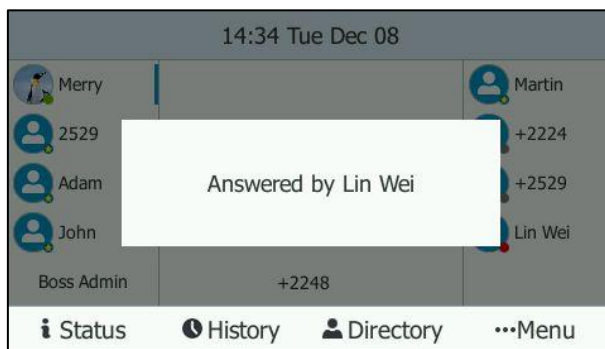 14:34 Tue Dec 08
Merry
Martin
2529
+2224
Adam
Answered by Lin Wei
+2529
John
Lin Wei
Boss Admin
+2248
Status
History
Directory
Menu